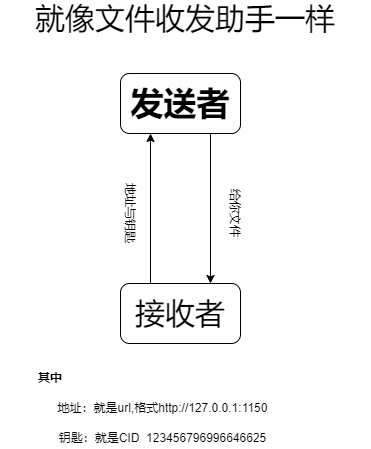 就像文件收发助手一样
发送者
地址与钥匙
给你文件
接收者
其中
地址：就是url,格式http://127.0.0.1:1150
钥匙：就是CID 123456796996646625